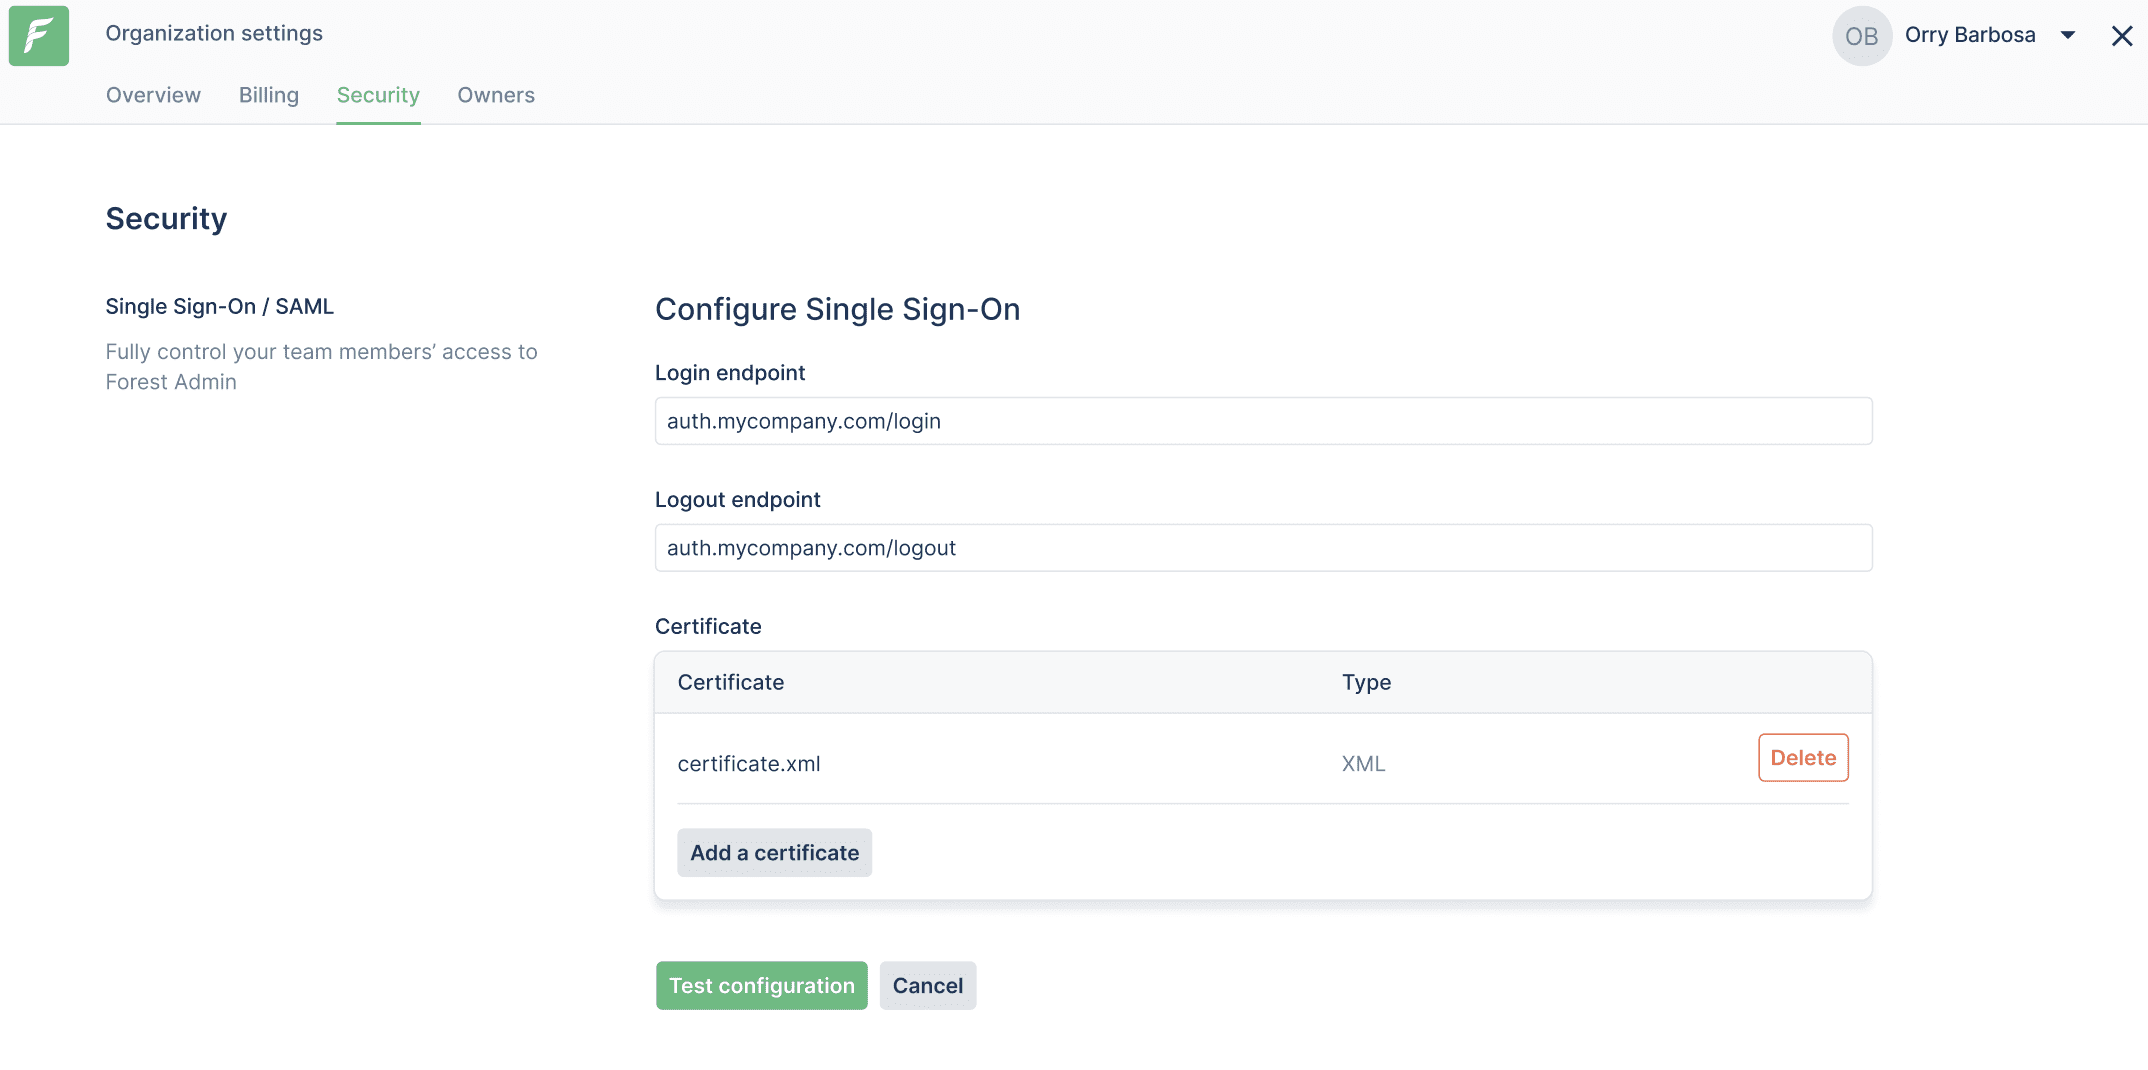 Organization settings
OB
Orry Barbosa
Overview
Billing
Security
Owners
Security
Single Sign-On / SAML
Fully control your team members’ access to
Forest Admin
Configure Single Sign-On
Login endpoint
auth.mycompany.com/login
Logout endpoint
auth.mycompany.com/logout
Certificate
Certificate
Type
certificate.xml
XML
Delete
Add a certificate
Test configuration
Cancel